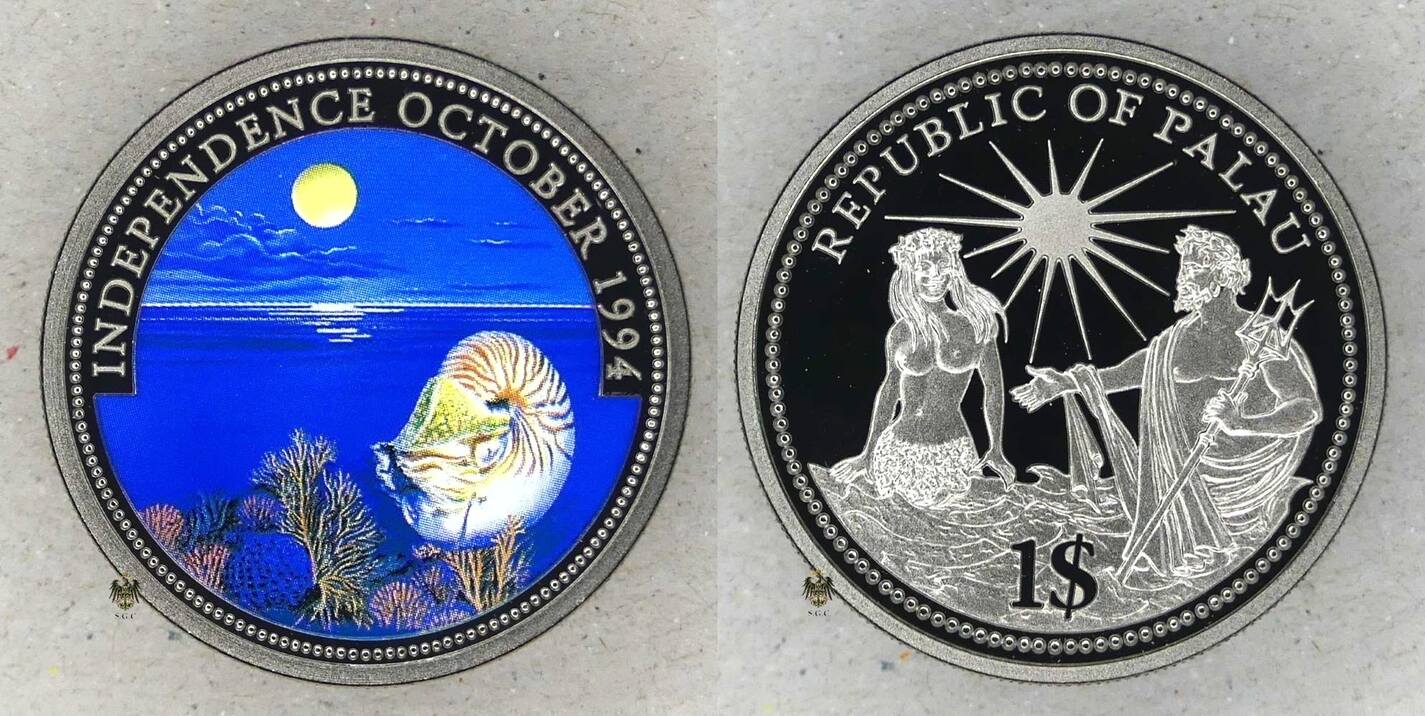 INDEPENDENCE OCTOBER 1994
S.G.C
REPUBLIC OF PALAU
1$
S.G.C